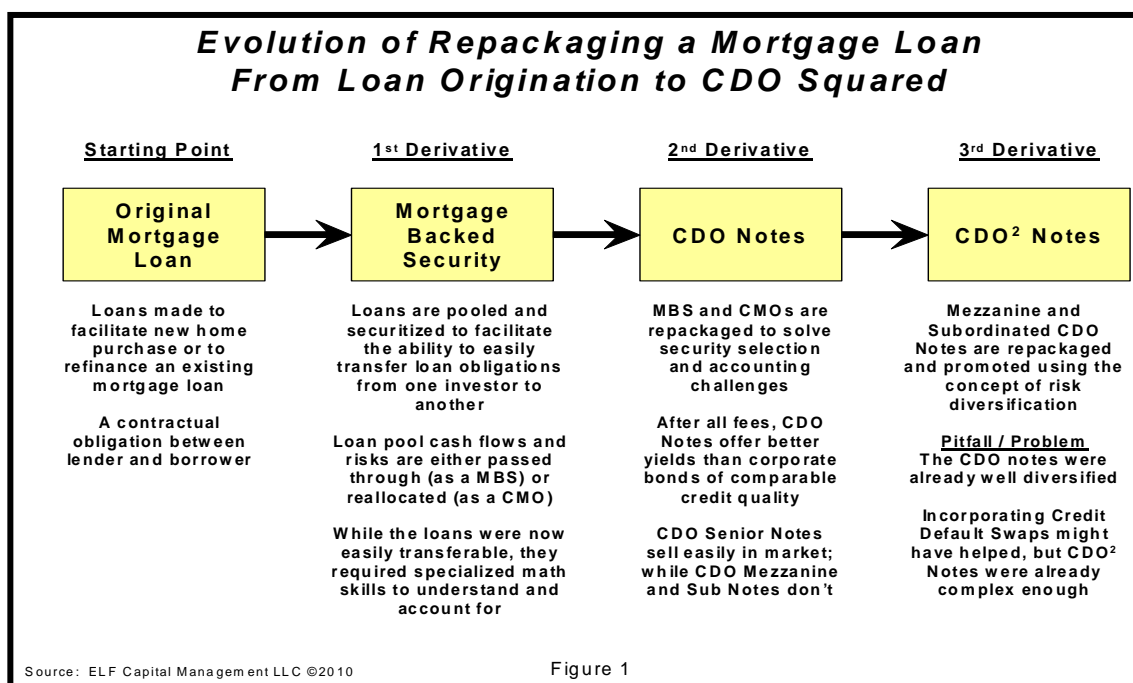 Evolution of Repackaging a Mortgage Loan
From Loan Origination to CDO Squared
Starting Point
Original
Mortgage
Loan
Loans made to
facilitate new home
purchase or to
refinance an existing
mortgage loan
A contractual
obligation between
lender and borrower
1st Derivative
Mortgage
Backed
Security
Loans are pooled and
securitized to facilitate
the ability to easily
transfer loan obligations
from one investor to
another
Loan pool cash flows and
risks are either passed
through (as a MBS) or
reallocated (as a CMO)
While the loans were now
easily transferable, they
required specialized math
skills to understand and
account for
2nd Derivative
CDO Notes
MBS and CMOs are
repackaged to solve
security selection
and accounting
challenges
After all fees, CDO
Notes offer better
yields than corporate
bonds of comparable
credit quality
CDO Senior Notes
sell easily in market;
while CDO Mezzanine
and Sub Notes don't
3rd Derivative
CDO² Notes
Mezzanine and
Subordinated CDO
Notes are repackaged
and promoted using the
concept of risk
diversification
Pitfall / Problem
The CDO notes were
already well diversified
Incorporating Credit
Default Swaps might
have helped, but CDO²
Notes were already
complex enough
Source: ELF Capital Management LLC ©2010
Figure 1